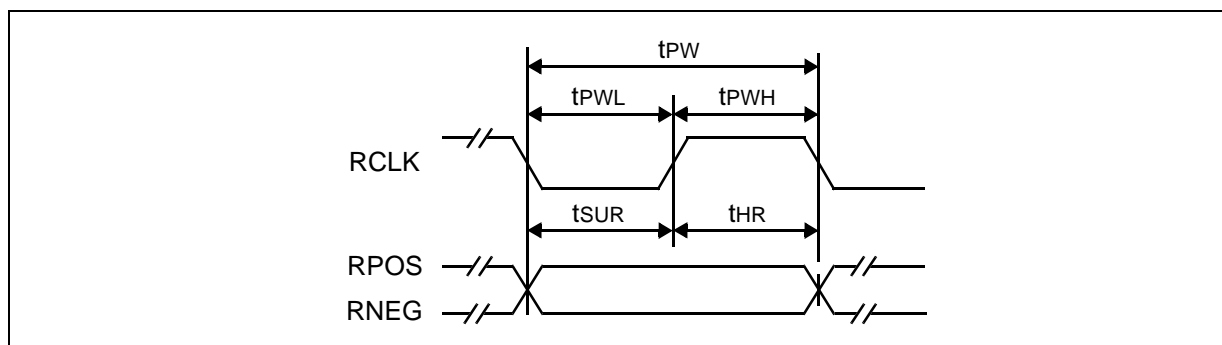 tPW
tPWL tPWH
RCLK
tSUR tHR
RPOS
RNEG